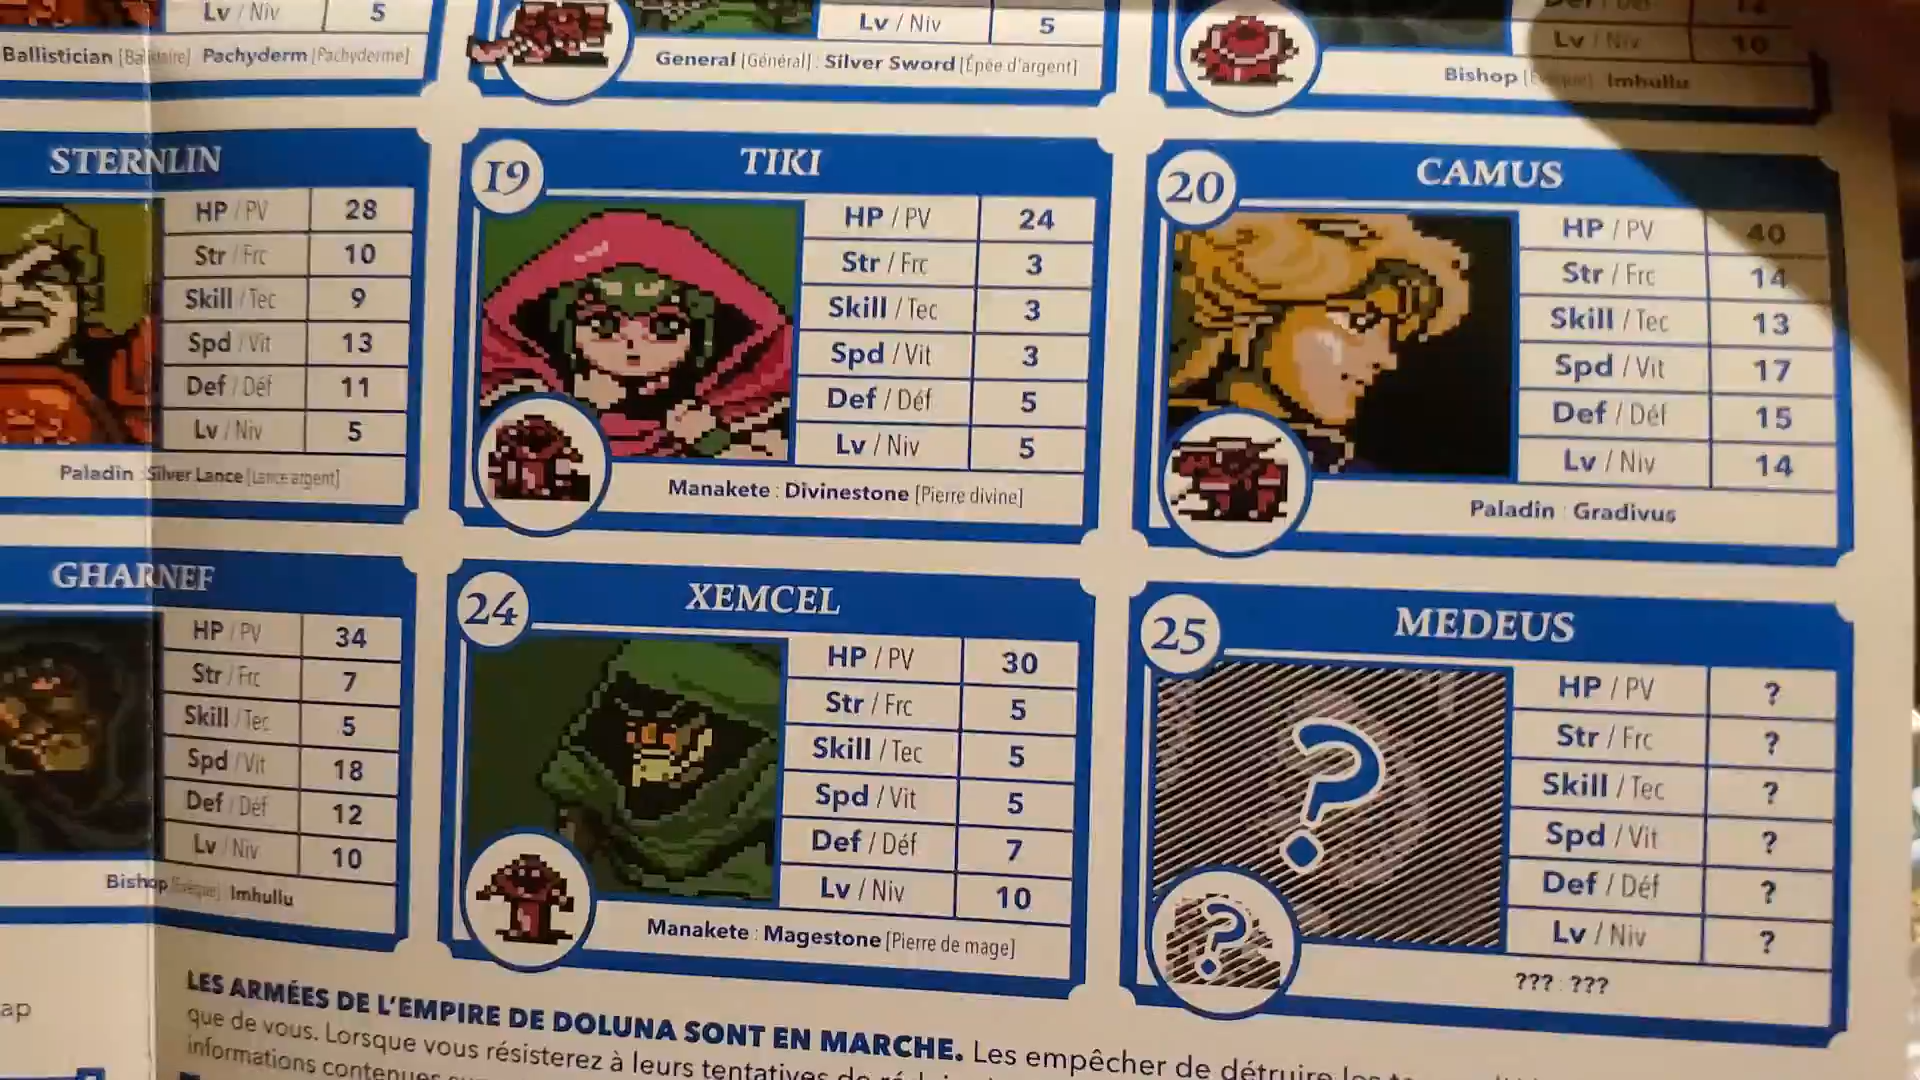 Lv / Niv 5
Ballistician [Balistaire] Pachyderm [Pachyderme]
Lv / Niv 5
General [Général] : Silver Sword [Épée d'argent]
Lv / Niv 10
Bishop Imhullu
STERNLIN
HP / PV 28
Str / Frc 10
Skill / Tec 9
Spd / Vit 13
Def / Déf 11
Lv / Niv 5
Paladin : Silver Lance [Lance argent]
19
TIKI
HP / PV 24
Str / Frc 3
Skill / Tec 3
Spd / Vit 3
Def / Déf 5
Lv / Niv 5
Manakete : Divinestone [Pierre divine]
20
CAMUS
HP / PV 40
Str / Frc 14
Skill / Tec 13
Spd / Vit 17
Def / Déf 15
Lv / Niv 14
Paladin : Gradivus
GHARNEF
HP / PV 34
Str / Frc 7
Skill / Tec 5
Spd / Vit 18
Def / Déf 12
Lv / Niv 10
Bishop [Évêque] : Imhullu
24
XEMCEL
HP / PV 30
Str / Frc 5
Skill / Tec 5
Spd / Vit 5
Def / Déf 7
Lv / Niv 10
Manakete : Magestone [Pierre de mage]
25
MEDEUS
?
?
HP / PV ?
Str / Frc ?
Skill / Tec ?
Spd / Vit ?
Def / Déf ?
Lv / Niv ?
??? : ???
ap
LES ARMÉES DE L'EMPIRE DE DOLUNA SONT EN MARCHE. Les empêcher de détruire
que de vous. Lorsque vous résisterez à leurs tentatives de
informations contenues